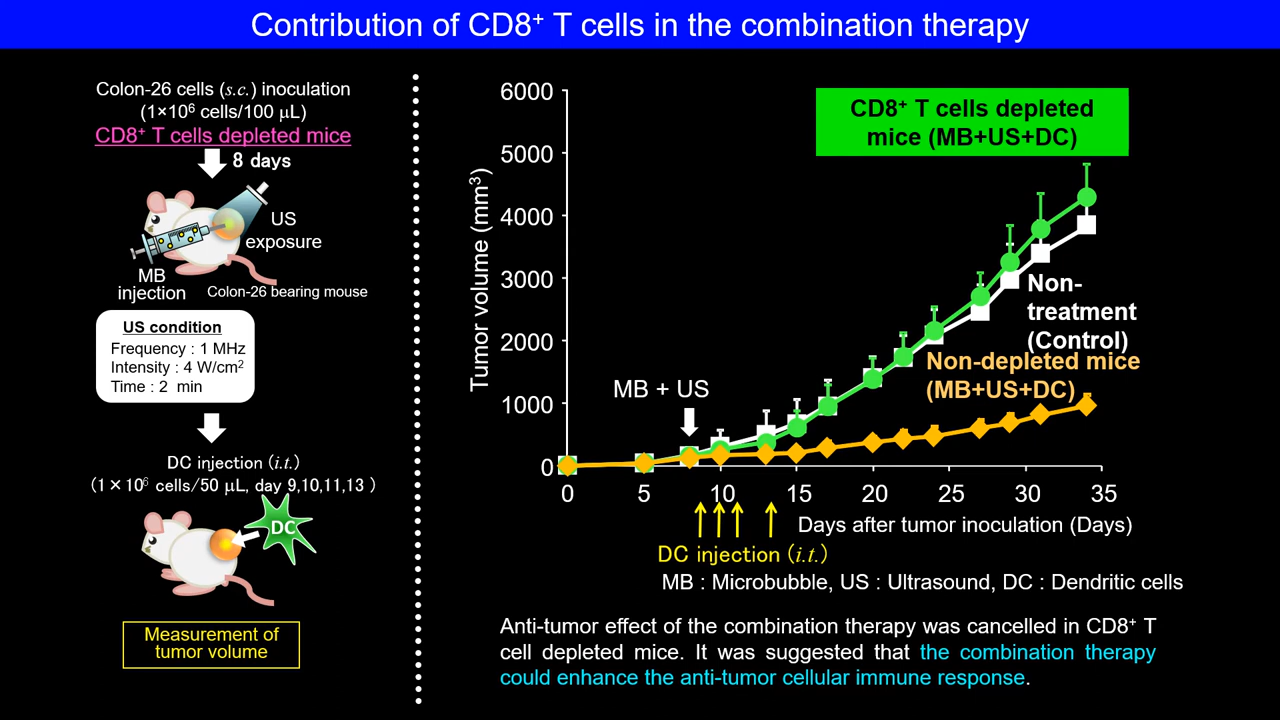 Contribution of CD8⁺ T cells in the combination therapy
Colon-26 cells (s.c.) inoculation
(1×10⁶ cells/100 μL)
CD8⁺ T cells depleted mice
8 days
US
exposure
MB
injection
Colon-26 bearing mouse
US condition
Frequency : 1 MHz
Intensity : 4 W/cm²
Time : 2 min
DC injection (i.t.)
(1×10⁶ cells/50 μL, day 9,10,11,13 )
DC
Measurement of
tumor volume
Tumor volume (mm³)
6000
5000
4000
3000
2000
1000
0
CD8⁺ T cells depleted
mice (MB+US+DC)
Non-
treatment
(Control)
Non-depleted mice
(MB+US+DC)
MB + US
0 5 10 15 20 25 30 35
Days after tumor inoculation (Days)
DC injection (i.t.)
MB : Microbubble, US : Ultrasound, DC : Dendritic cells
Anti-tumor effect of the combination therapy was cancelled in CD8⁺ T
cell depleted mice. It was suggested that the combination therapy
could enhance the anti-tumor cellular immune response.